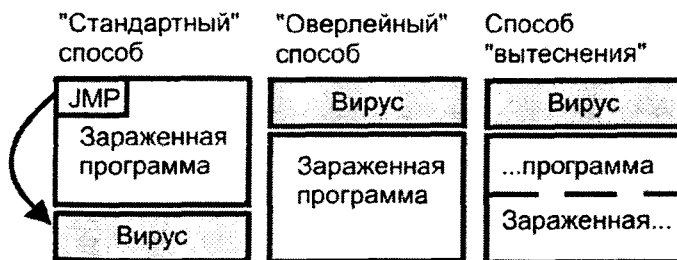 "Стандартный"
способ
JMP
Зараженная
программа
Вирус
"Оверлейный"
способ
Вирус
Зараженная
программа
Способ
"вытеснения"
Вирус
...программа
Зараженная...